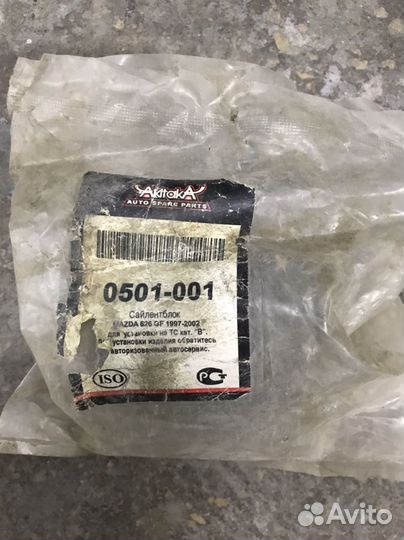 AkitakA
AUTO SPARE PARTS
0501-001
Сайлентблок
MAZDA 626 GF 1997-2002
для установки на ТС кат. "В".
установки изделия обратитесь
авторизованный автосервис.
ISO
РСТ
Avito